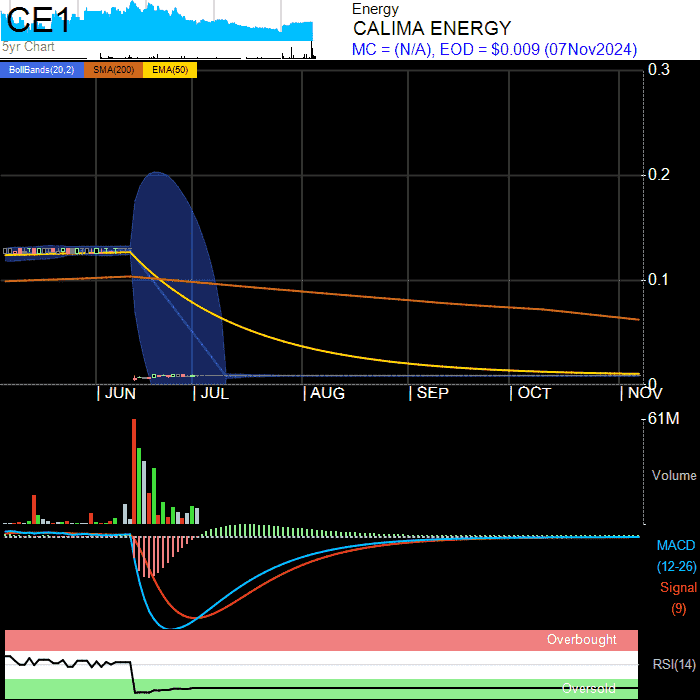 CE1
5yr Chart
Energy
CALIMA ENERGY
MC = (N/A), EOD = $0.009 (07Nov2024)
BollBands(20,2) SMA(200) EMA(50)
0.3
0.2
0.1
0
JUN JUL AUG SEP OCT NOV
61M
Volume
MACD
(12-26)
Signal
(9)
Overbought
RSI(14)
Oversold